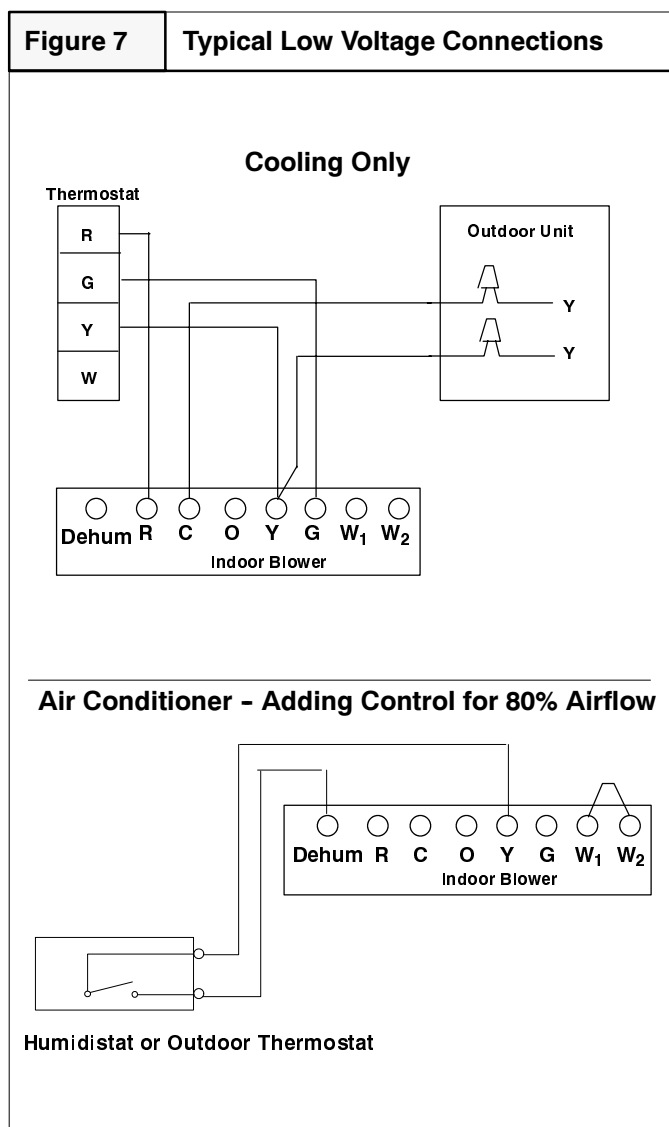 Figure 7 Typical Low Voltage Connections
Cooling Only
Thermostat
R
G
Y
W
Outdoor Unit
Y
Y
Dehum R C O Y G W1 W2
Indoor Blower
Air Conditioner – Adding Control for 80% Airflow
Dehum R C O Y G W1 W2
Indoor Blower
Humidistat or Outdoor Thermostat